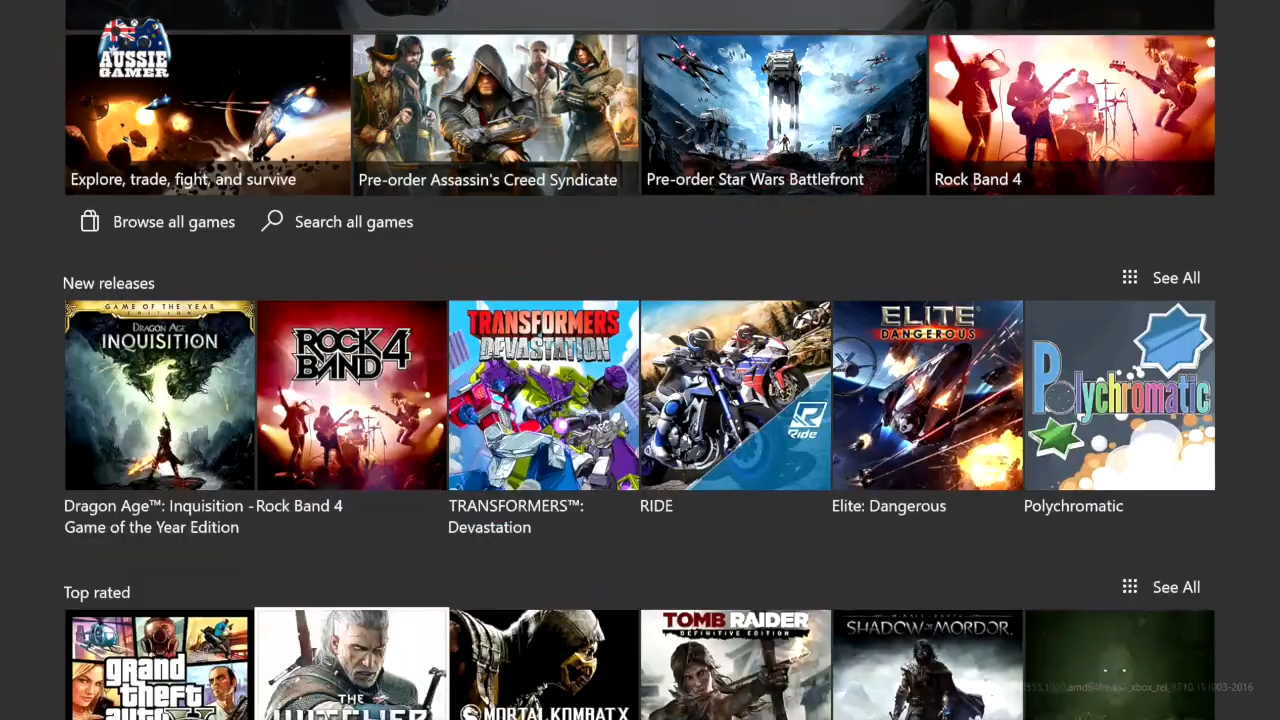 AUSSIE
GAMER
Explore, trade, fight, and survive
Pre-order Assassin's Creed Syndicate
Pre-order Star Wars Battlefront
Rock Band 4
Browse all games
Search all games
New releases
See All
GAME OF THE YEAR
EDITION
DRAGON AGE
INQUISITION
ROCK
BAND 4
TRANSFORMERS
DEVASTATION
RIDE
ELITE
DANGEROUS
Polychromatic
Dragon Age™: Inquisition -
Game of the Year Edition
Rock Band 4
TRANSFORMERS™:
Devastation
RIDE
Elite: Dangerous
Polychromatic
Top rated
See All
grand
theft
auto V
THE
WITCHER
MORTAL KOMBAT X
TOMB RAIDER
DEFINITIVE EDITION
SHADOW OF MORDOR